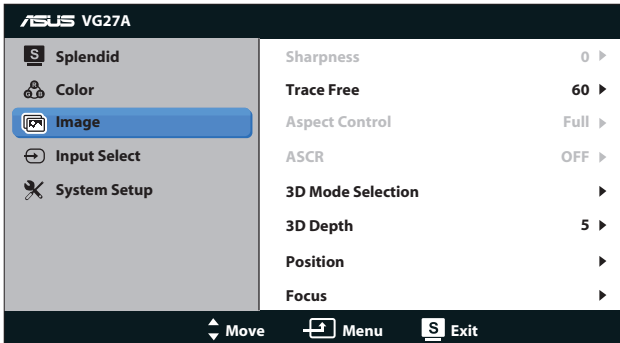 ASUS VG27A
S Splendid
Color
Image
Input Select
System Setup
Sharpness 0
Trace Free 60
Aspect Control Full
ASCR OFF
3D Mode Selection
3D Depth 5
Position
Focus
Move Menu S Exit